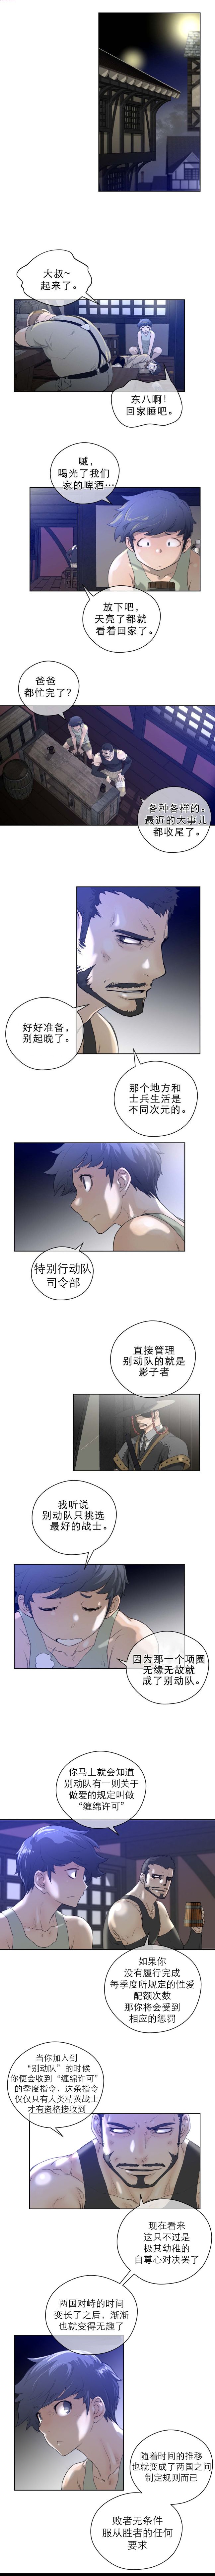 大叔~
起来了。
东八啊!
回家睡吧。
喊，
喝光了我们
家的啤酒…
放下吧，
天亮了都就
看着回家了。
爸爸
都忙完了?
各种各样的。
最近的大事儿
都收尾了。
好好准备，
别起晚了。
那个地方和
士兵生活是
不同次元的。
特别行动队
司令部
直接管理
别动队的就是
影子者
我听说
别动队只挑选
最好的战士。
因为那一个项圈
无缘无故就
成了别动队。
你马上就会知道
别动队有一则关于
做爱的规定叫做
“缠绵许可”
如果你
没有履行完成
每季度所规定的性爱
配额次数
那你将会受到
相应的惩罚
当你加入到
“别动队”的时候
你便会收到“缠绵许可”
的季度指令，这条指令
仅仅只有人类精英战士
才有资格接收到
现在看来
这只不过是
极其幼稚的
自尊心对决罢了
两国对峙的时间
变长了之后，渐渐
也就变得无趣了
随着时间的推移
也就变成了两国之间
制定规则而已
败者无条件
服从胜者的任何
要求